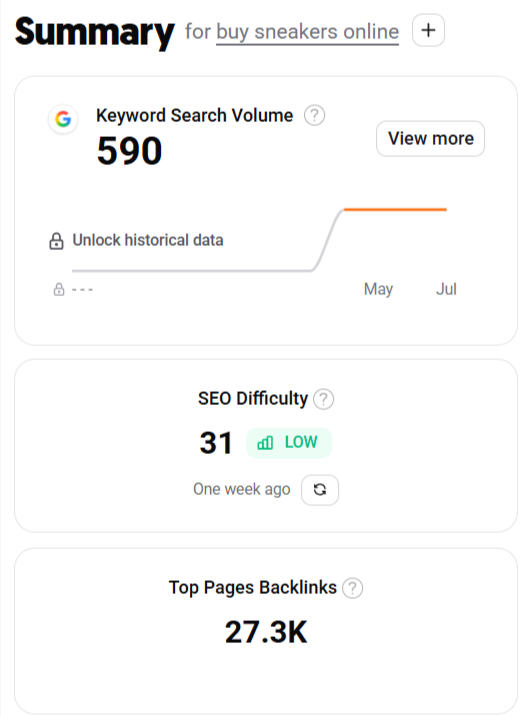 Summary for buy sneakers online +
Keyword Search Volume ?
590
View more
Unlock historical data
---
May Jul
SEO Difficulty ?
31 LOW
One week ago
Top Pages Backlinks ?
27.3K